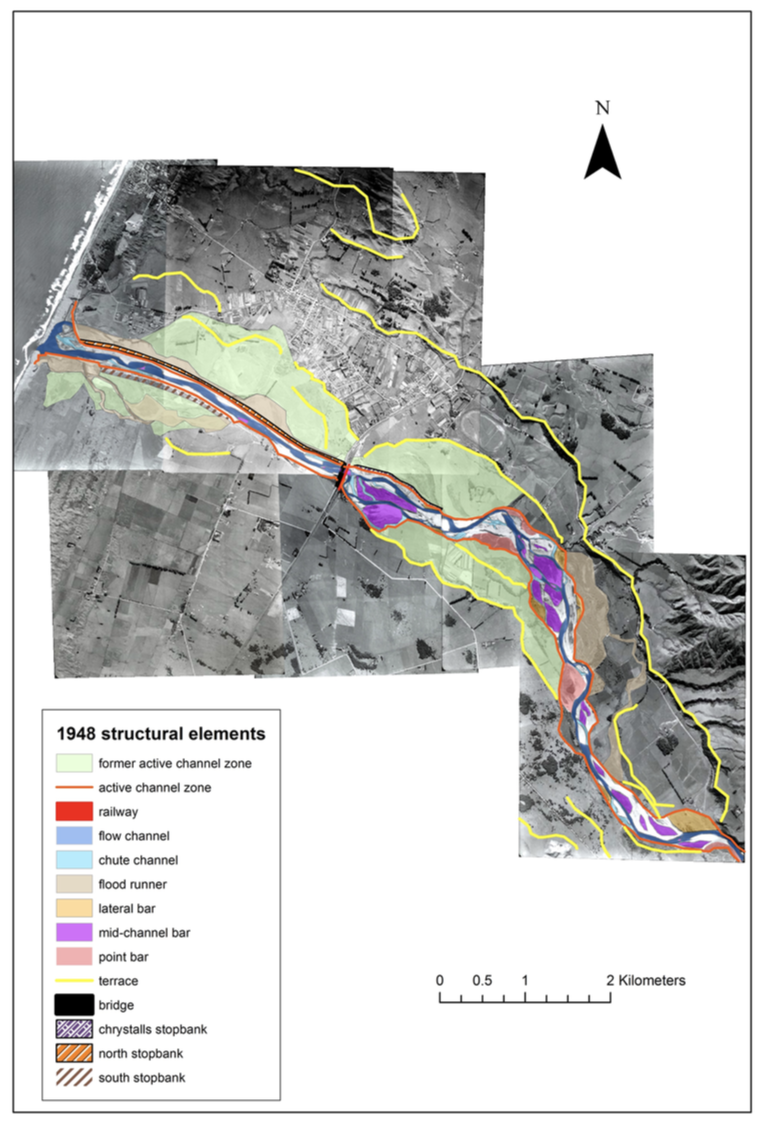 N
1948 structural elements
former active channel zone
active channel zone
railway
flow channel
chute channel
flood runner
lateral bar
mid-channel bar
point bar
terrace
bridge
chrystalls stopbank
north stopbank
south stopbank
0 0.5 1 2 Kilometers